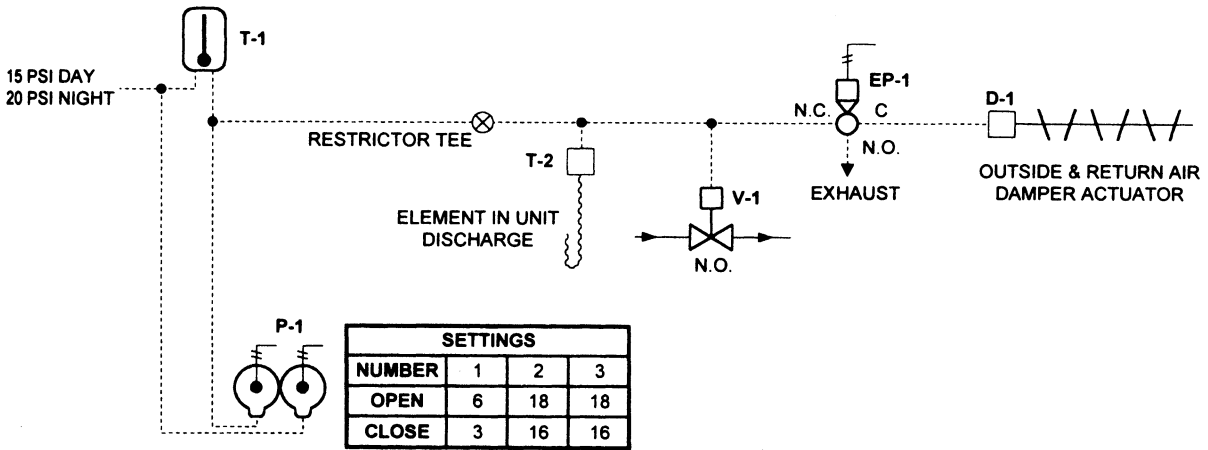 T-1
15 PSI DAY
20 PSI NIGHT
EP-1
D-1
N.C.
C
N.O.
RESTRICTOR TEE
T-2
EXHAUST
OUTSIDE & RETURN AIR
DAMPER ACTUATOR
V-1
ELEMENT IN UNIT
DISCHARGE
N.O.
P-1
SETTINGS
NUMBER 1 2 3
OPEN 6 18 18
CLOSE 3 16 16